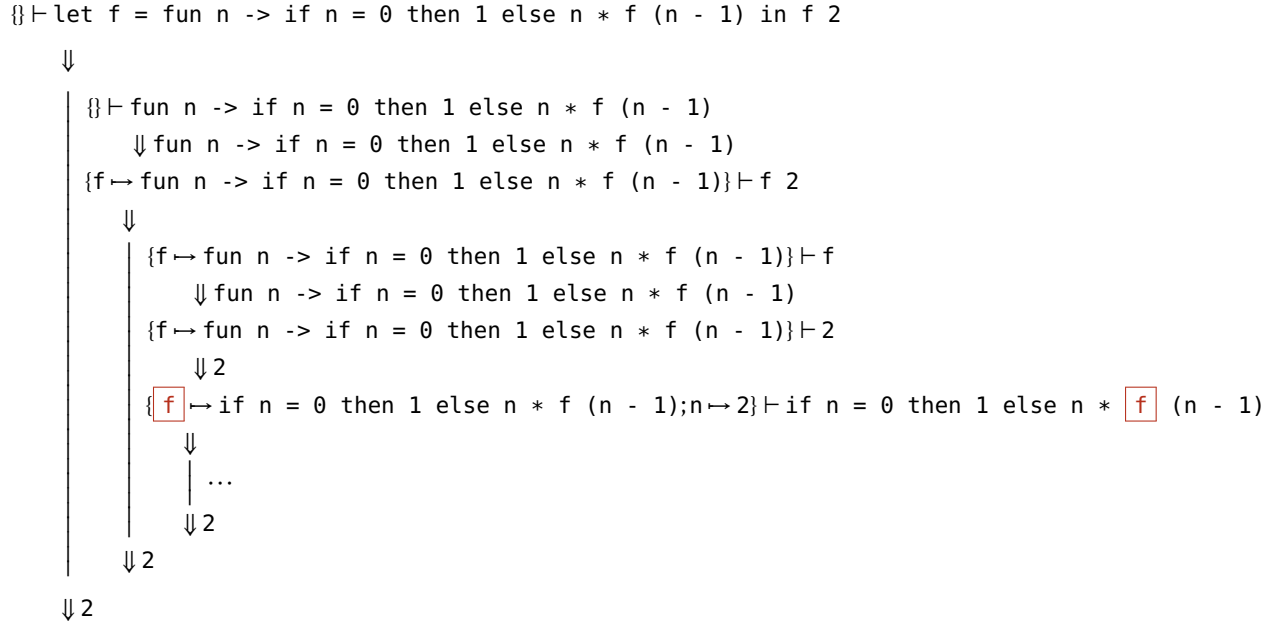 {} ⊢ let f = fun n -> if n = 0 then 1 else n * f (n - 1) in f 2
⇓
{} ⊢ fun n -> if n = 0 then 1 else n * f (n - 1)
⇓ fun n -> if n = 0 then 1 else n * f (n - 1)
{f ↦ fun n -> if n = 0 then 1 else n * f (n - 1)} ⊢ f 2
⇓
{f ↦ fun n -> if n = 0 then 1 else n * f (n - 1)} ⊢ f
⇓ fun n -> if n = 0 then 1 else n * f (n - 1)
{f ↦ fun n -> if n = 0 then 1 else n * f (n - 1)} ⊢ 2
⇓ 2
{f ↦ if n = 0 then 1 else n * f (n - 1);n ↦ 2} ⊢ if n = 0 then 1 else n * f (n - 1)
⇓
...
⇓ 2
⇓ 2
⇓ 2